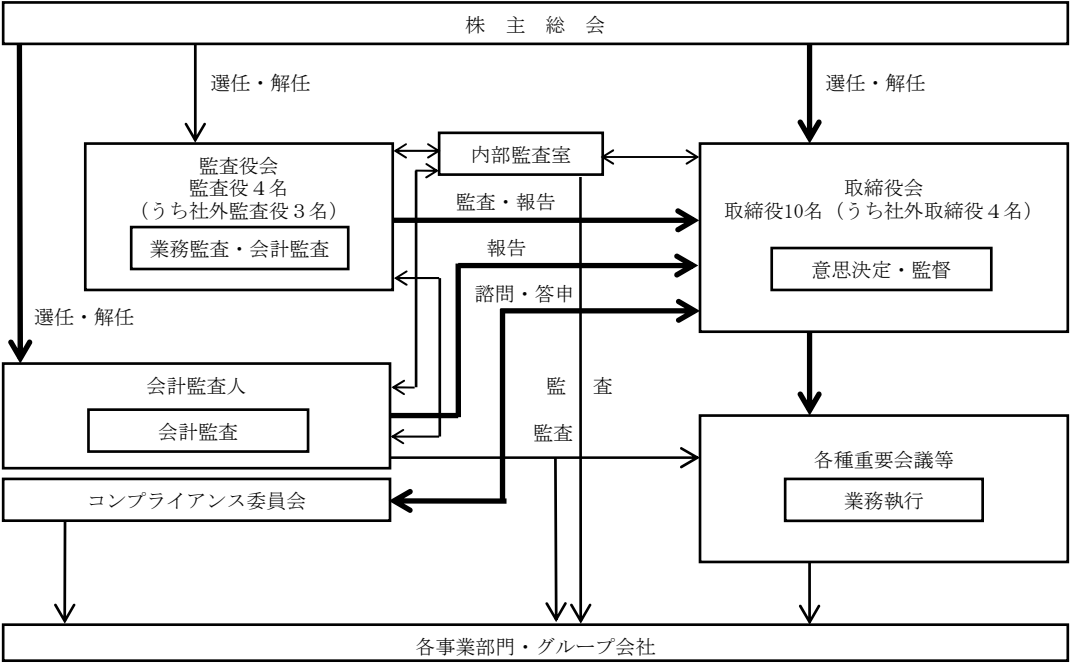 株　主　総　会
選任・解任
選任・解任
監査役会
監査役４名
（うち社外監査役３名）
業務監査・会計監査
内部監査室
取締役会
取締役10名（うち社外取締役４名）
意思決定・監督
監査・報告
報告
諮問・答申
選任・解任
会計監査人
会計監査
監　査
監査
各種重要会議等
業務執行
コンプライアンス委員会
各事業部門・グループ会社